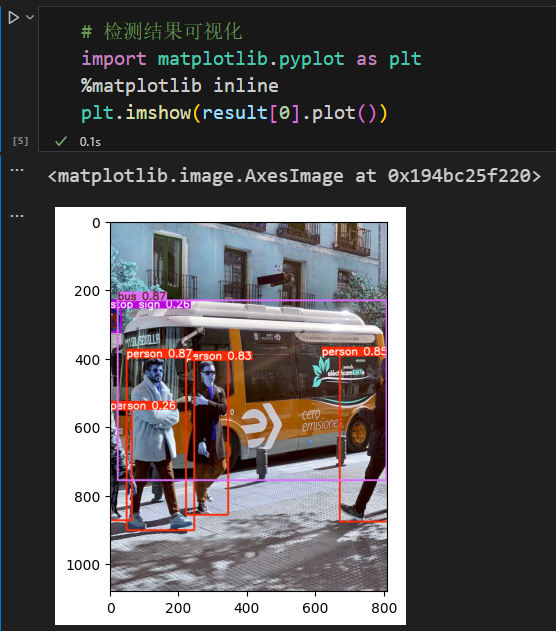 # 检测结果可视化
import matplotlib.pyplot as plt
%matplotlib inline
plt.imshow(result[0].plot())
[5]
0.1s
<matplotlib.image.AxesImage at 0x194bc25f220>
0
200
400
600
800
1000
bus 0.87
stop sign 0.26
person 0.87
erson 0.83
person 0.85
person 0.26
cero
emisiones
0
200
400
600
800